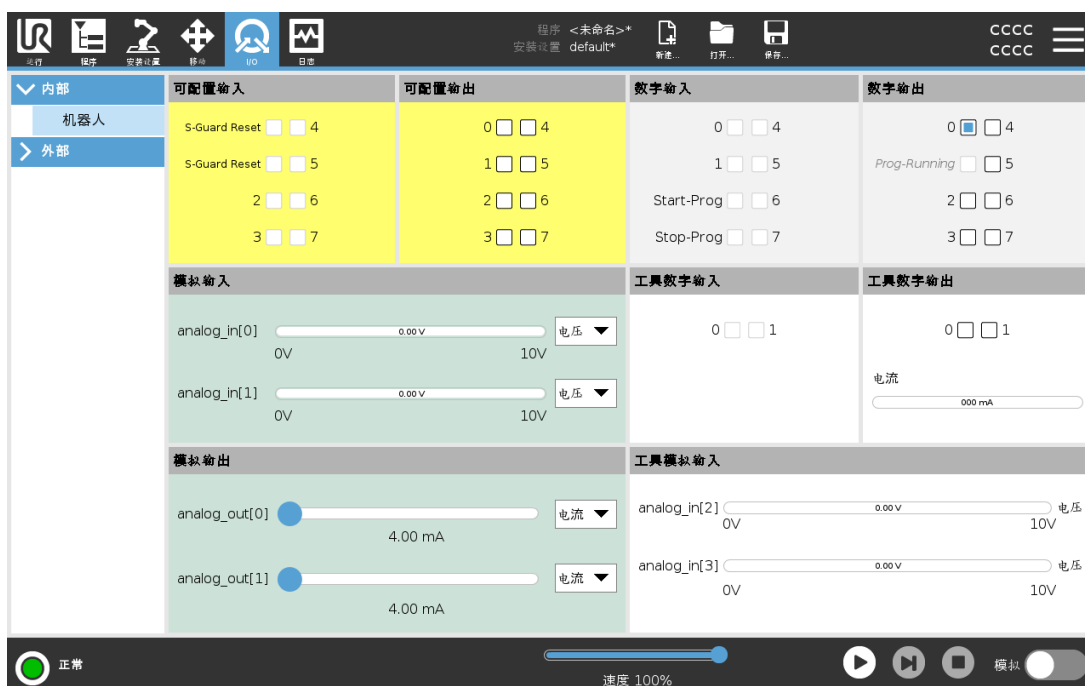 程序 <未命名>*
安装设置 default*
CCCC
CCCC
运行 程序 安装设置 移动 I/O 日志 新建... 打开... 保存...
内部
机器人
外部
可配置输入
S-Guard Reset 4
S-Guard Reset 5
2 6
3 7
可配置输出
0 4
1 5
2 6
3 7
数字输入
0 4
1 5
Start-Prog 6
Stop-Prog 7
数字输出
0 4
Prog-Running 5
2 6
3 7
模拟输入
analog_in[0] 0.00 V 电压
0V 10V
analog_in[1] 0.00 V 电压
0V 10V
工具数字输入
0 1
工具数字输出
0 1
电流
000 mA
模拟输出
analog_out[0] 电流
4.00 mA
analog_out[1] 电流
4.00 mA
工具模拟输入
analog_in[2] 0.00 V 电压
0V 10V
analog_in[3] 0.00 V 电压
0V 10V
正常
速度 100%
模拟